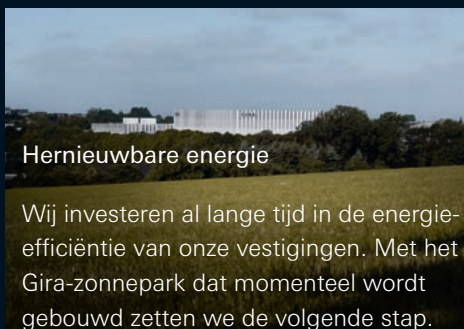 Hernieuwbare energie
Wij investeren al lange tijd in de energie-
efficiëntie van onze vestigingen. Met het
Gira-zonnepark dat momenteel wordt
gebouwd zetten we de volgende stap.